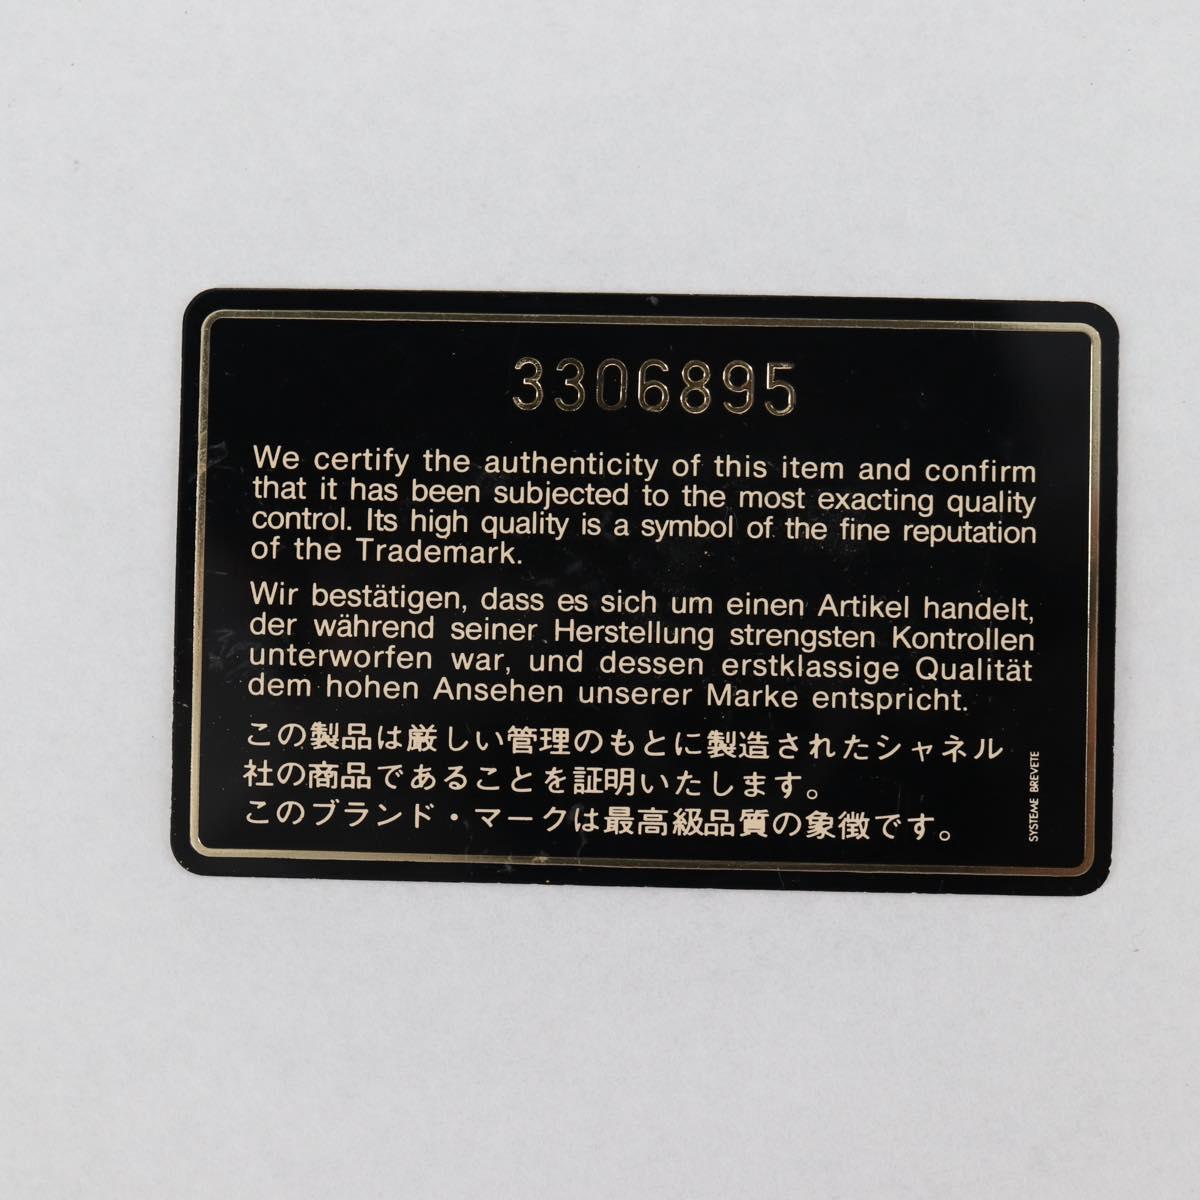 3306895
We certify the authenticity of this item and confirm
that it has been subjected to the most exacting quality
control. Its high quality is a symbol of the fine reputation
of the Trademark.
Wir bestätigen, dass es sich um einen Artikel handelt,
der während seiner Herstellung strengsten Kontrollen
unterworfen war, und dessen erstklassige Qualität
dem hohen Ansehen unserer Marke entspricht.
この製品は厳しい管理のもとに製造されたシャネル
社の商品であることを証明いたします。
このブランド・マークは最高級品質の象徴です。
SYSTEME BREVETE